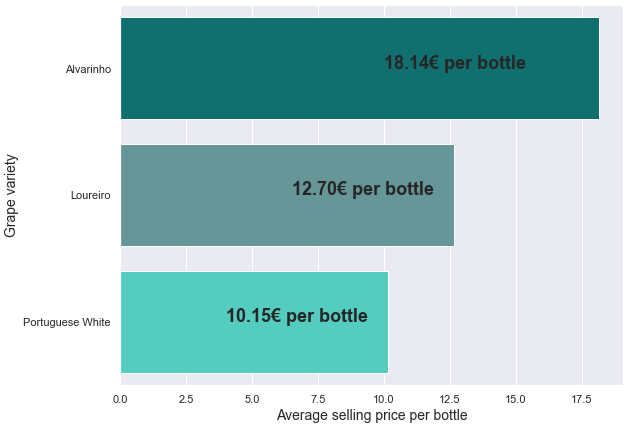 Alvarinho
18.14€ per bottle
Loureiro
12.70€ per bottle
Portuguese White
10.15€ per bottle
Grape variety
0.0 2.5 5.0 7.5 10.0 12.5 15.0 17.5
Average selling price per bottle